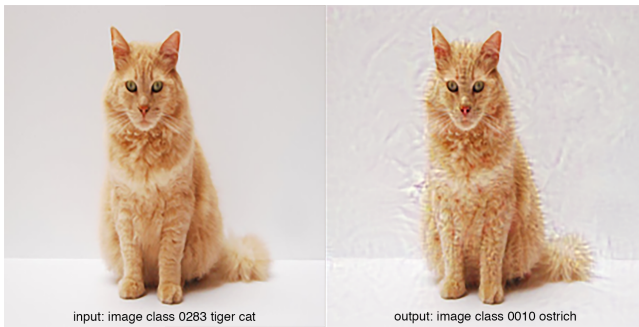 input: image class 0283 tiger cat
output: image class 0010 ostrich